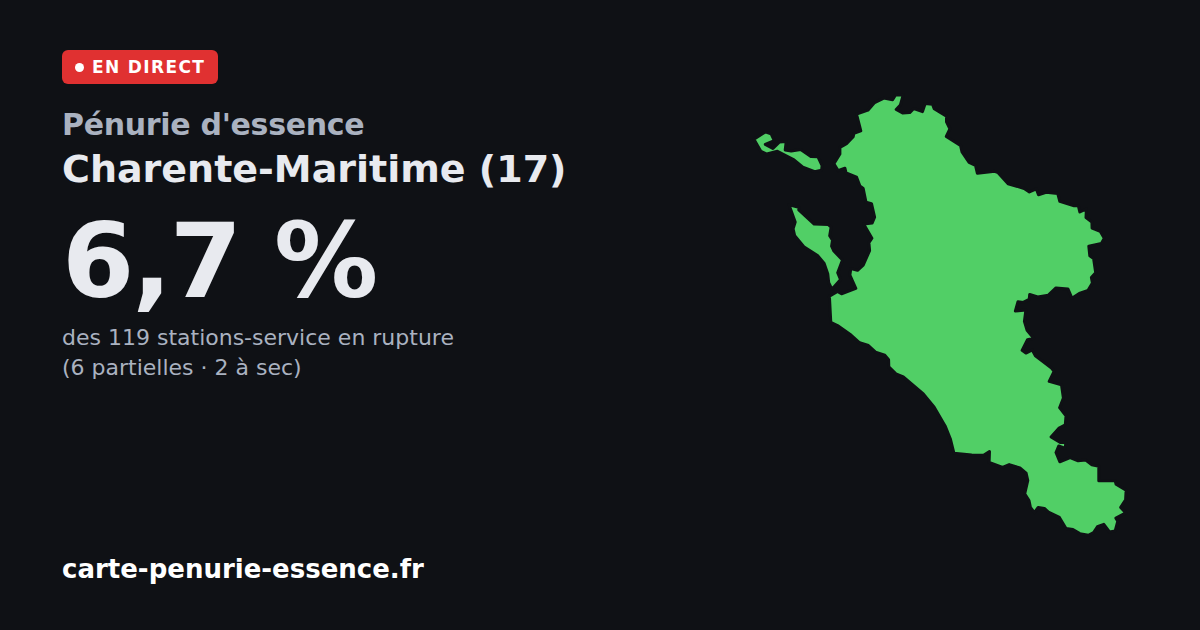 EN DIRECT
Pénurie d'essence
Charente-Maritime (17)
6,7 %
des 119 stations-service en rupture
(6 partielles · 2 à sec)
carte-penurie-essence.fr